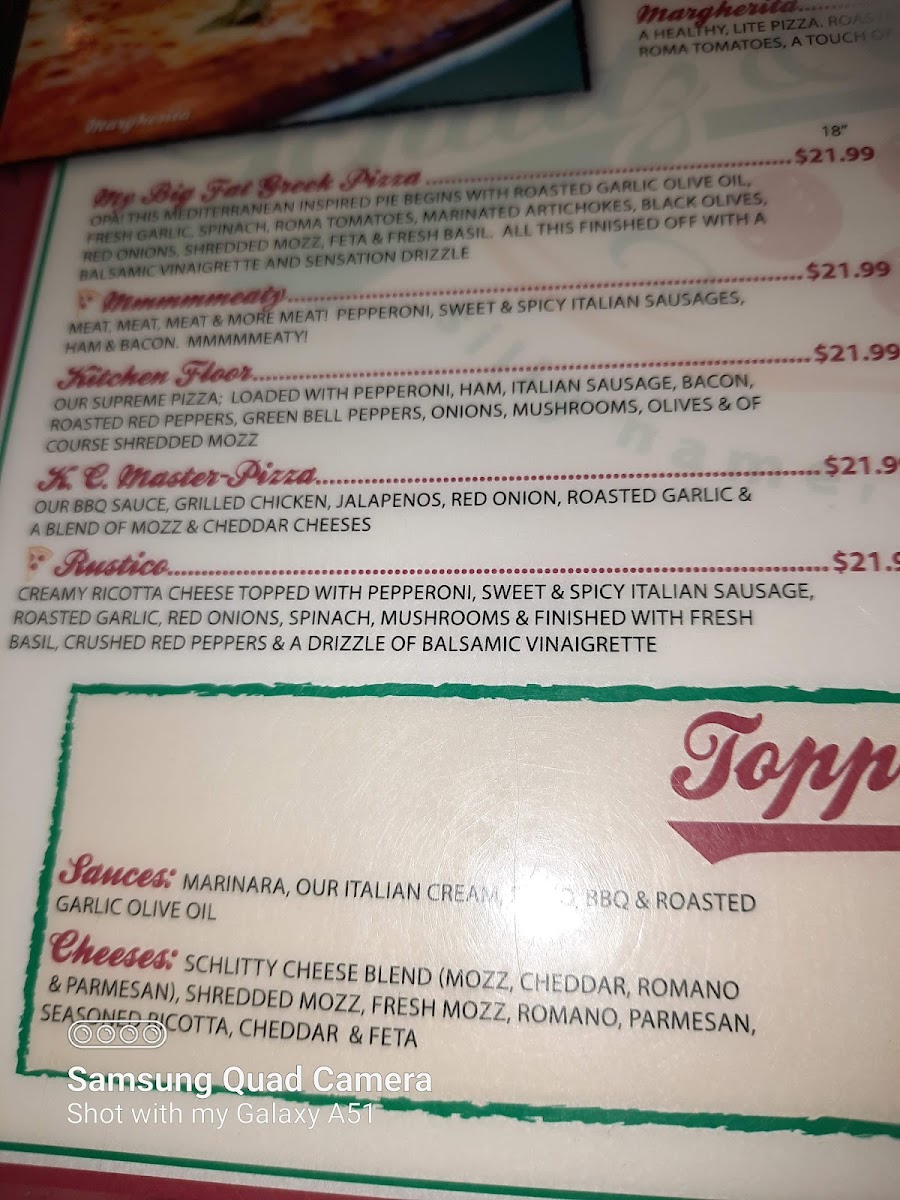 Margherita
Margherita
A HEALTHY, LITE PIZZA. ROASTED
ROMA TOMATOES, A TOUCH OF
18"
My Big Fat Greek Pizza $21.99
OPA! THIS MEDITERRANEAN INSPIRED PIE BEGINS WITH ROASTED GARLIC OLIVE OIL,
FRESH GARLIC, SPINACH, ROMA TOMATOES, MARINATED ARTICHOKES, BLACK OLIVES,
RED ONIONS, SHREDDED MOZZ, FETA & FRESH BASIL. ALL THIS FINISHED OFF WITH A
BALSAMIC VINAIGRETTE AND SENSATION DRIZZLE
Mmmmmeaty $21.99
MEAT, MEAT, MEAT & MORE MEAT! PEPPERONI, SWEET & SPICY ITALIAN SAUSAGES,
HAM & BACON. MMMMMEATY!
Kitchen Floor $21.99
OUR SUPREME PIZZA; LOADED WITH PEPPERONI, HAM, ITALIAN SAUSAGE, BACON,
ROASTED RED PEPPERS, GREEN BELL PEPPERS, ONIONS, MUSHROOMS, OLIVES & OF
COURSE SHREDDED MOZZ
K. C. Master-Pizza $21.9
OUR BBQ SAUCE, GRILLED CHICKEN, JALAPENOS, RED ONION, ROASTED GARLIC &
A BLEND OF MOZZ & CHEDDAR CHEESES
Rustico $21.9
CREAMY RICOTTA CHEESE TOPPED WITH PEPPERONI, SWEET & SPICY ITALIAN SAUSAGE,
ROASTED GARLIC, RED ONIONS, SPINACH, MUSHROOMS & FINISHED WITH FRESH
BASIL, CRUSHED RED PEPPERS & A DRIZZLE OF BALSAMIC VINAIGRETTE
Topp
Sauces: MARINARA, OUR ITALIAN CREAM, BBQ & ROASTED
GARLIC OLIVE OIL
Cheeses: SCHLITTY CHEESE BLEND (MOZZ, CHEDDAR, ROMANO
& PARMESAN), SHREDDED MOZZ, FRESH MOZZ, ROMANO, PARMESAN,
SEASONED RICOTTA, CHEDDAR & FETA
Samsung Quad Camera
Shot with my Galaxy A51